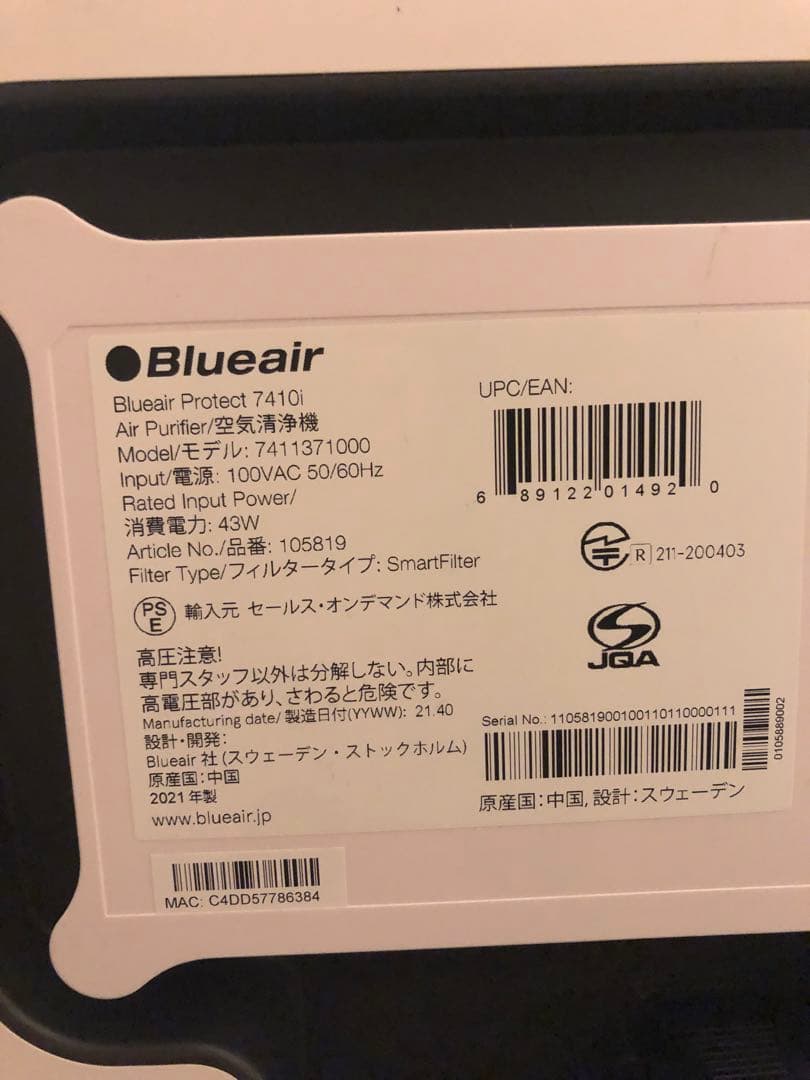 Blueair
Blueair Protect 7410i
Air Purifier/空気清浄機
Model/モデル: 7411371000
Input/電源: 100VAC 50/60Hz
Rated Input Power/
消費電力: 43W
Article No./品番: 105819
Filter Type/フィルタータイプ: SmartFilter
PS
E
輸入元 セールス・オンデマンド株式会社
高圧注意!
専門スタッフ以外は分解しない。内部に
高電圧部があり、さわると危険です。
Manufacturing date/ 製造日付(YYWW): 21.40
設計・開発:
Blueair 社 (スウェーデン・ストックホルム)
原産国:中国
2021 年製
www.blueair.jp
UPC/EAN:
6 89122 01492 0
R 211-200403
JQA
Serial No.: 110581900100110110000111
0105889002
原産国:中国, 設計:スウェーデン
MAC: C4DD57786384